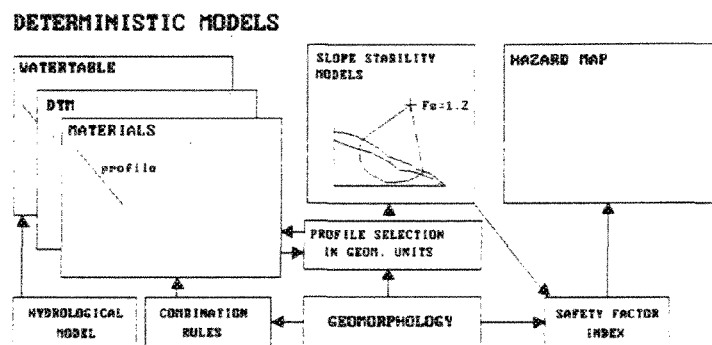 DETERMINISTIC MODELS
WATERTABLE
DTM
MATERIALS
profile
SLOPE STABILITY
MODELS
Fs=1.2
HAZARD MAP
PROFILE SELECTION
IN GEOM. UNITS
HYDROLOGICAL
MODEL
COMBINATION
RULES
GEOMORPHOLOGY
SAFETY FACTOR
INDEX